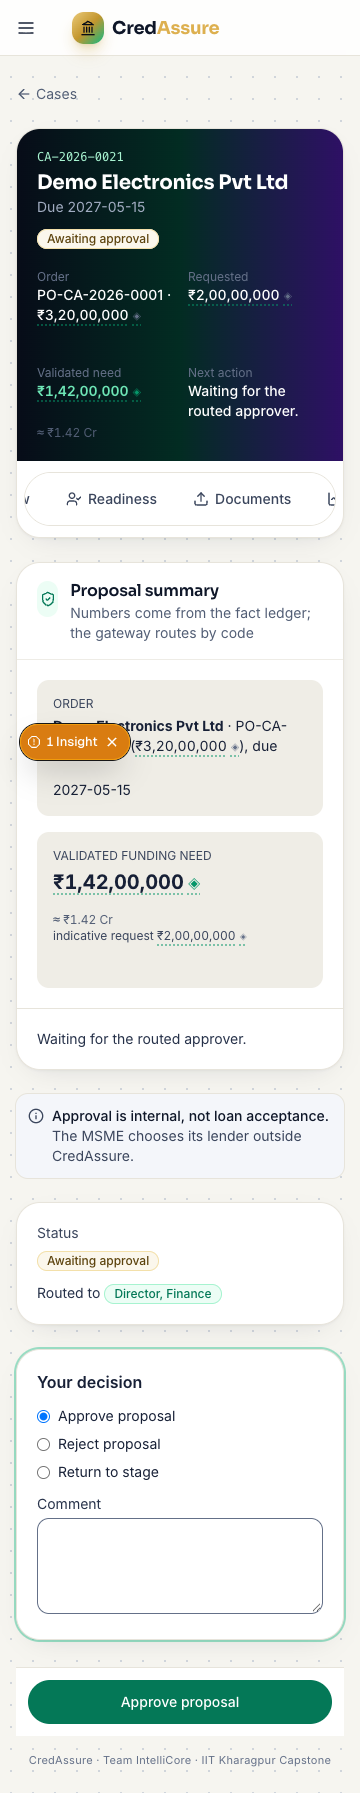 CredAssure
← Cases
CA-2026-0021
Demo Electronics Pvt Ltd
Due 2027-05-15
Awaiting approval
Order
PO-CA-2026-0001 ·
₹3,20,00,000 ◈
Requested
₹2,00,00,000 ◈
Validated need
₹1,42,00,000 ◈
≈ ₹1.42 Cr
Next action
Waiting for the
routed approver.
Readiness
Documents
Proposal summary
Numbers come from the fact ledger;
the gateway routes by code
ORDER
Electronics Pvt Ltd · PO-CA-
(₹3,20,00,000 ◈), due
2027-05-15
1 Insight
VALIDATED FUNDING NEED
₹1,42,00,000 ◈
≈ ₹1.42 Cr
indicative request ₹2,00,00,000 ◈
Waiting for the routed approver.
Approval is internal, not loan acceptance.
The MSME chooses its lender outside
CredAssure.
Status
Awaiting approval
Routed to Director, Finance
Your decision
Approve proposal
Reject proposal
Return to stage
Comment
Approve proposal
CredAssure · Team IntelliCore · IIT Kharagpur Capstone